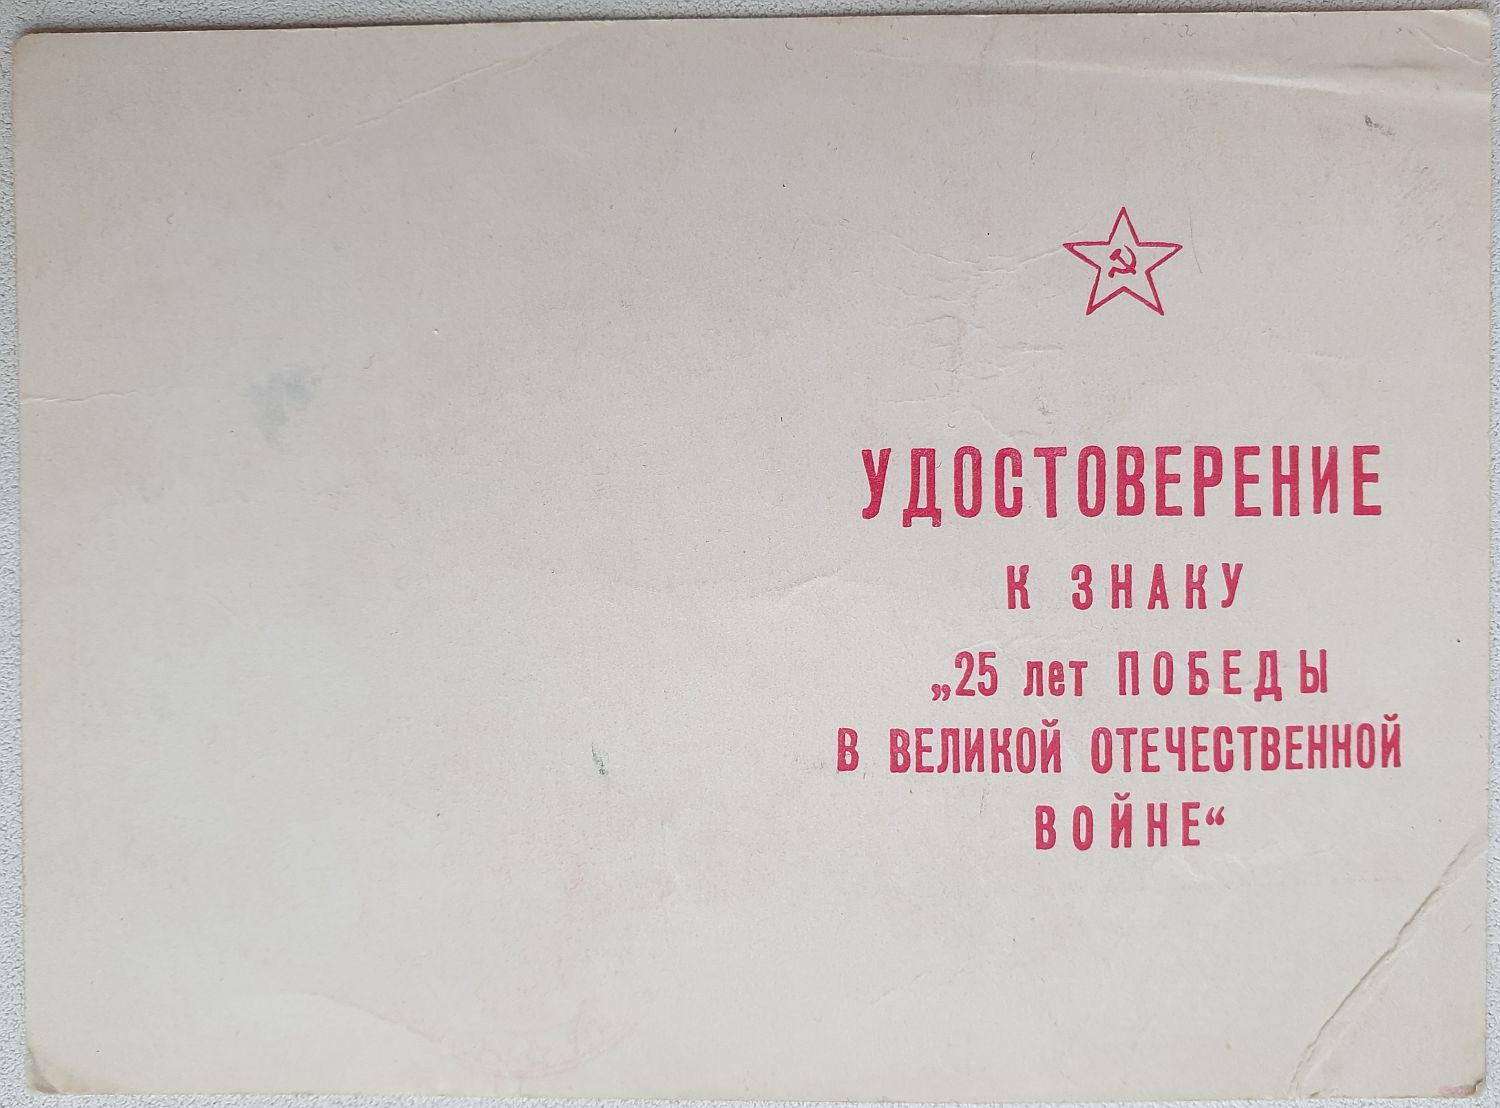 УДОСТОВЕРЕНИЕ
К ЗНАКУ
„25 лет ПОБЕДЫ
В ВЕЛИКОЙ ОТЕЧЕСТВЕННОЙ
ВОЙНЕ“